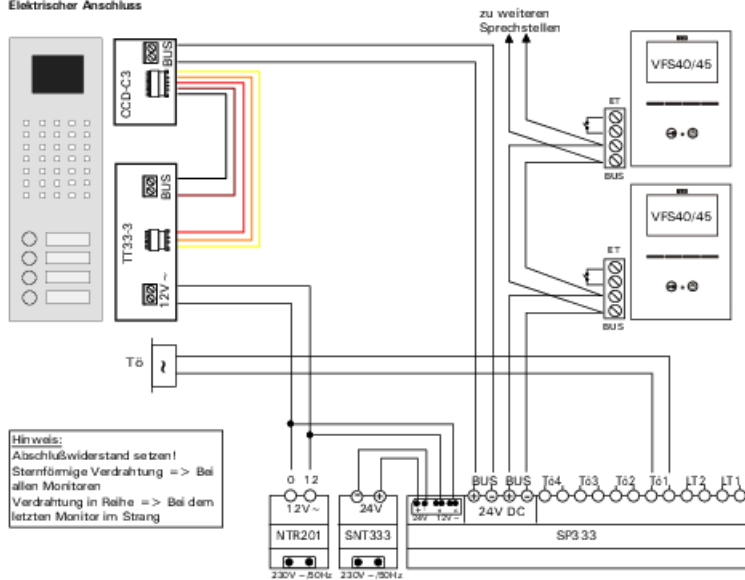 Elektrischer Anschluss
zu weiteren
Sprechstellen
CCD-C3
BUS
VFS40/45
ET
BUS
TT33-3
BUS
12V ~
VFS40/45
ET
BUS
Tö
~
Hinweis:
Abschlußwiderstand setzen!
Sternförmige Verdrahtung => Bei
allen Monitoren
Verdrahtung in Reihe => Bei dem
letzten Monitor im Strang
0 12
12V~
NTR201
230V ~/50Hz
- +
24V
SNT333
230V ~/50Hz
24V 12V~
BUS BUS Tö4 Tö3 Tö2 Tö1 LT2 LT1
+ - + -
24V DC
SP333